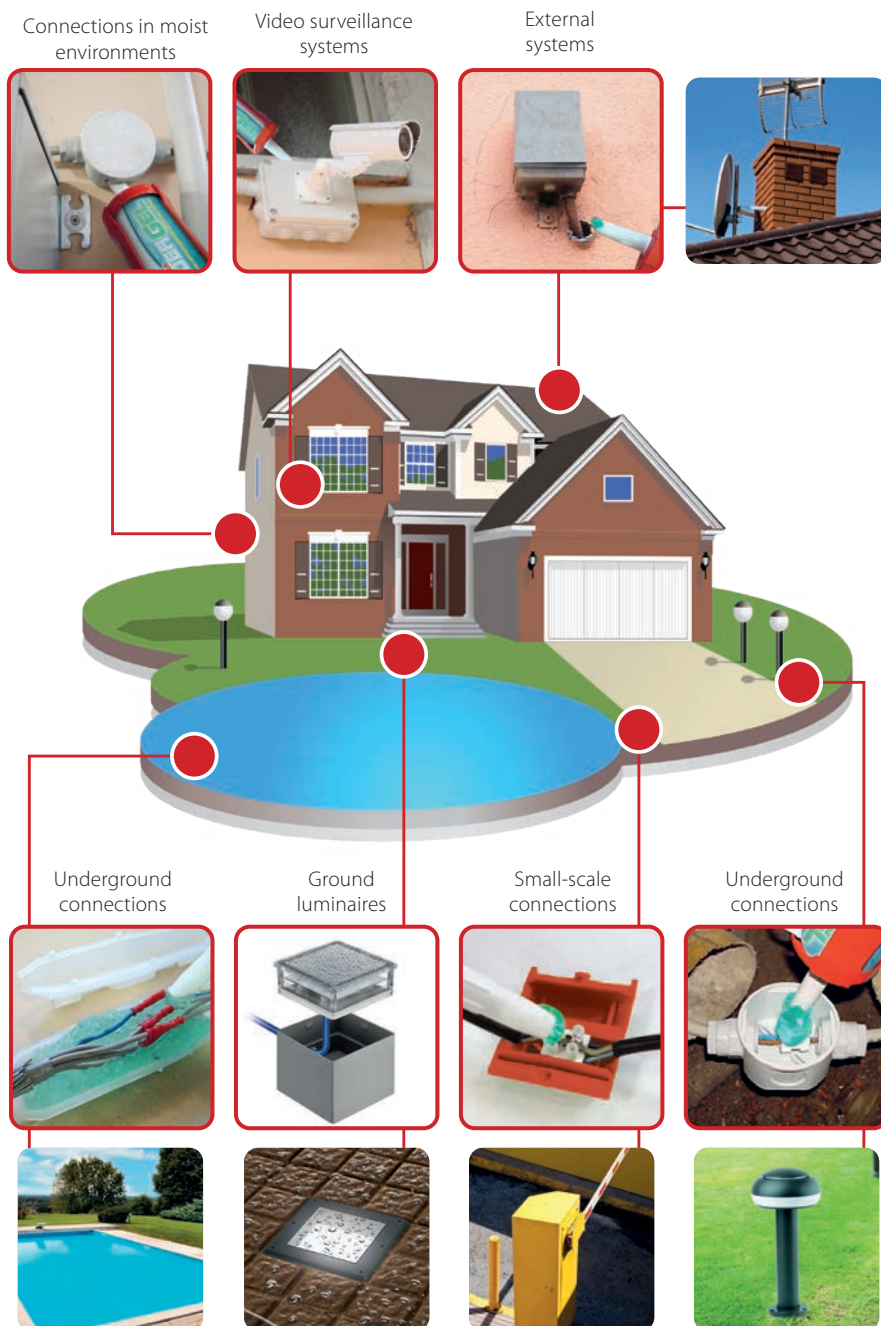 Connections in moist
environments
Video surveillance
systems
External
systems
Underground
connections
Ground
luminaires
Small-scale
connections
Underground
connections